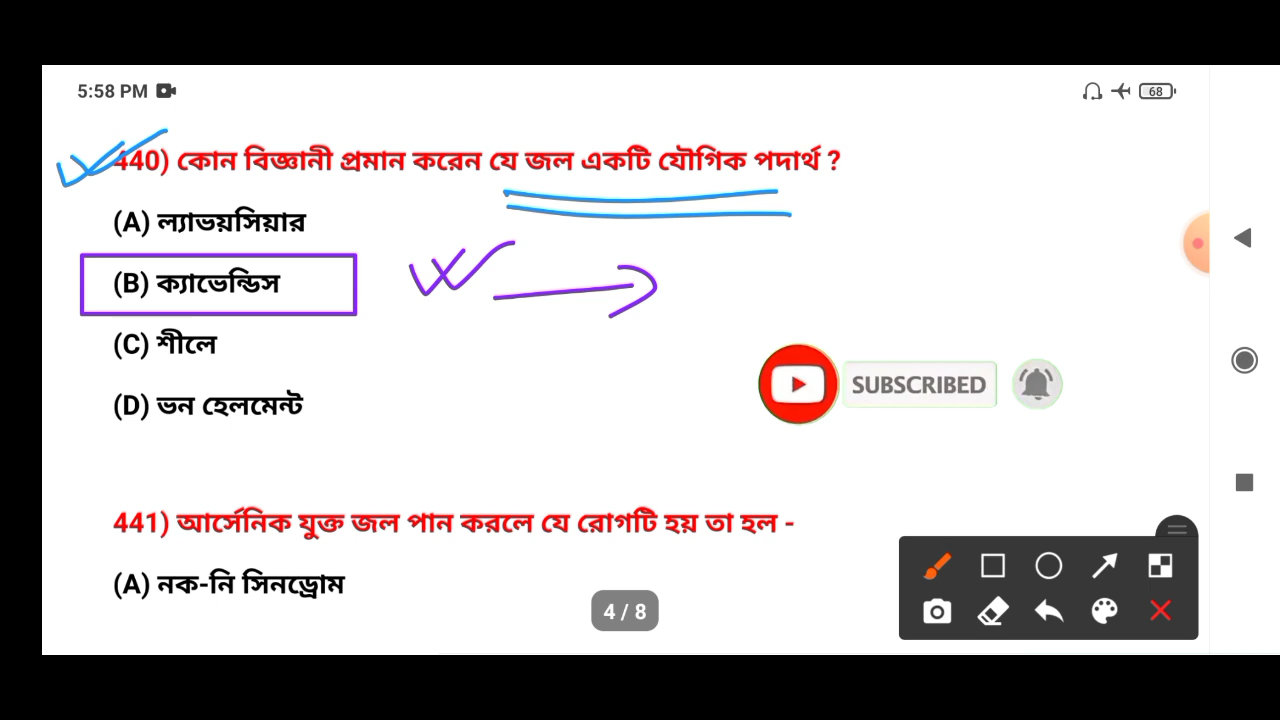 5:58 PM
68
440) কোন বিজ্ঞানী প্রমান করেন যে জল একটি যৌগিক পদার্থ ?
(A) ল্যাভয়সিয়ার
(B) ক্যাভেন্ডিস
(C) শীলে
(D) ভন হেলমেন্ট
SUBSCRIBED
441) আর্সেনিক যুক্ত জল পান করলে যে রোগটি হয় তা হল -
(A) নক-নি সিনড্রোম
4 / 8